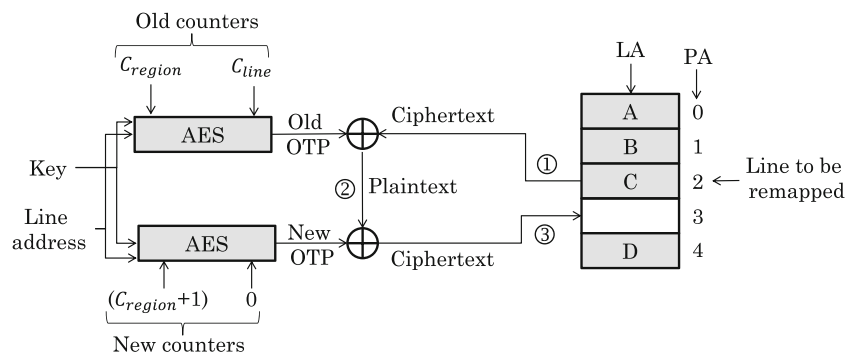 Old counters
C_region
C_line
LA
PA
AES
Old
OTP
Ciphertext
A
0
B
1
①
Key
②
Plaintext
C
2
Line to be
remapped
Line
address
AES
New
OTP
Ciphertext
③
3
D
4
(C_region+1)
0
New counters